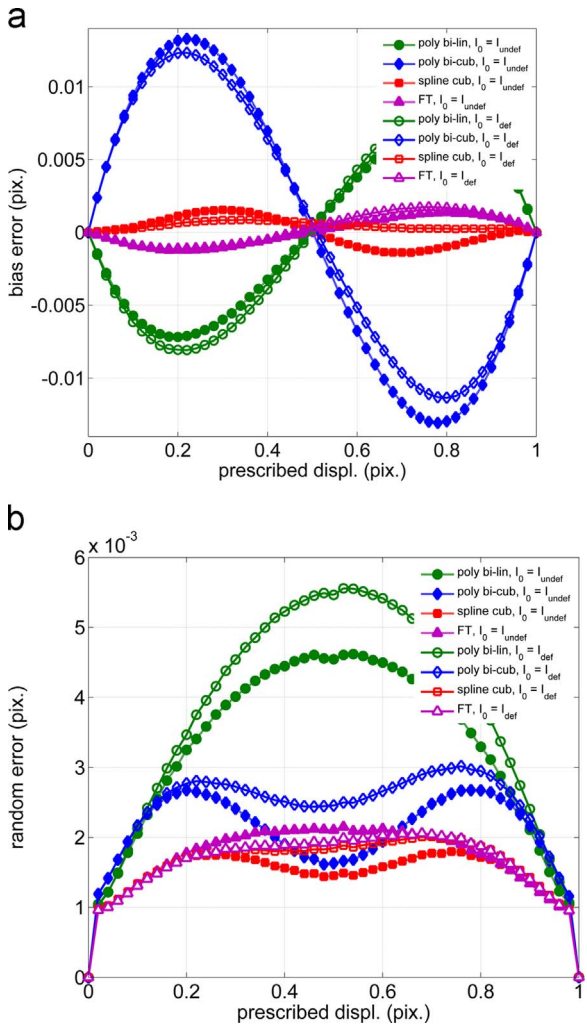 a
0.01
0.005
0
-0.005
-0.01
bias error (pix.)
poly bi-lin, I0 = Iundef
poly bi-cub, I0 = Iundef
spline cub, I0 = Iundef
FT, I0 = Iundef
poly bi-lin, I0 = Idef
poly bi-cub, I0 = Idef
spline cub, I0 = Idef
FT, I0 = Idef
0 0.2 0.4 0.6 0.8 1
prescribed displ. (pix.)
b
x 10-3
6
5
4
3
2
1
0
random error (pix.)
poly bi-lin, I0 = Iundef
poly bi-cub, I0 = Iundef
spline cub, I0 = Iundef
FT, I0 = Iundef
poly bi-lin, I0 = Idef
poly bi-cub, I0 = Idef
spline cub, I0 = Idef
FT, I0 = Idef
0 0.2 0.4 0.6 0.8 1
prescribed displ. (pix.)